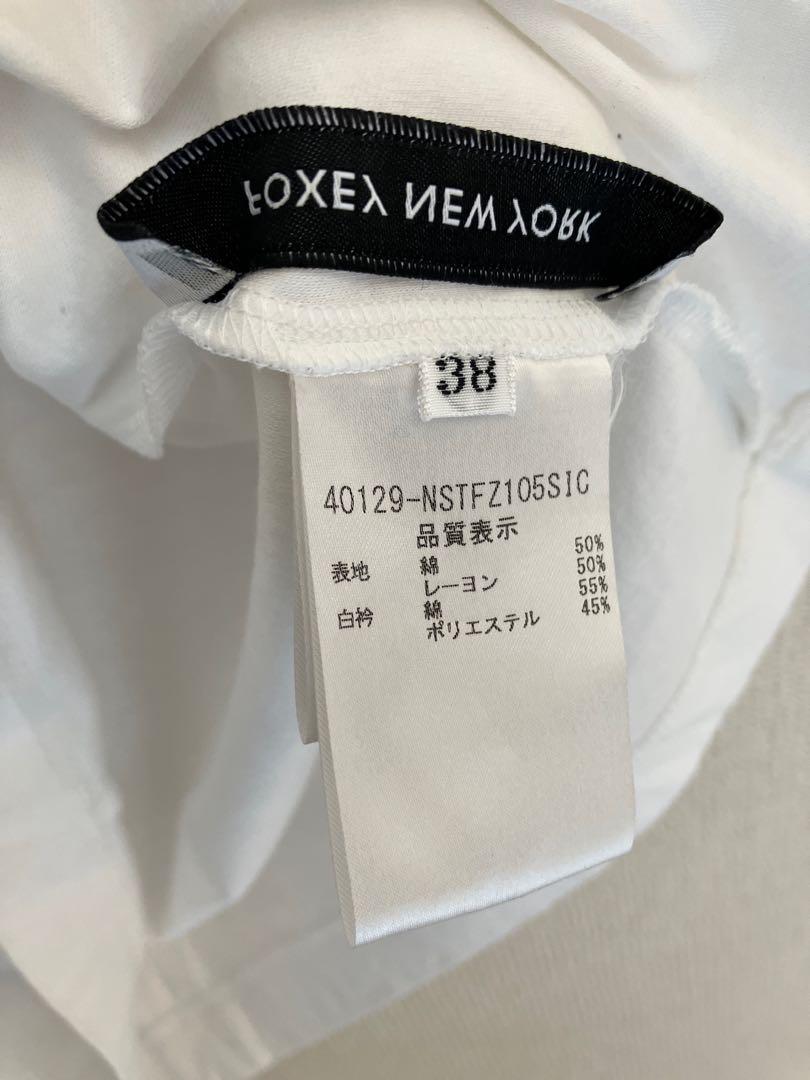 FOXEY NEW YORK
38
40129-NSTFZ105SIC
品質表示
表地 綿 50%
レーヨン 50%
白衿 綿 55%
ポリエステル 45%